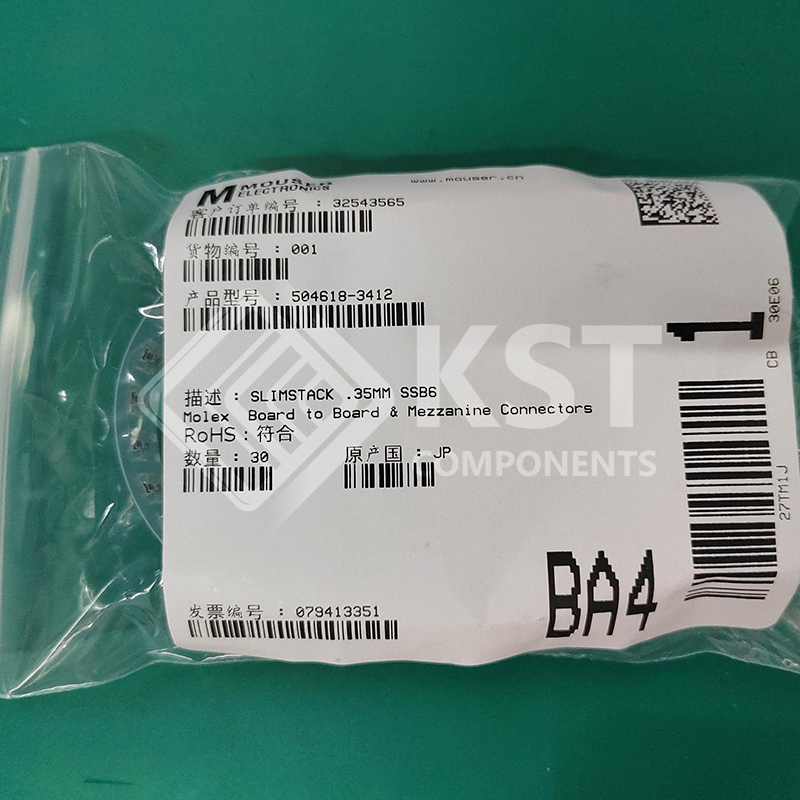 MOUSER
ELECTRONICS
www.mouser.cn
客户订单编号 : 32543565
货物编号 : 001
产品型号 : 504618-3412
1
CB 30E06
KST
COMPONENTS
描述 : SLIMSTACK .35MM SSB6
Molex Board to Board & Mezzanine Connectors
RoHS : 符合
数量 : 30
原产国 : JP
27TM1J
BA4
发票编号 : 079413351